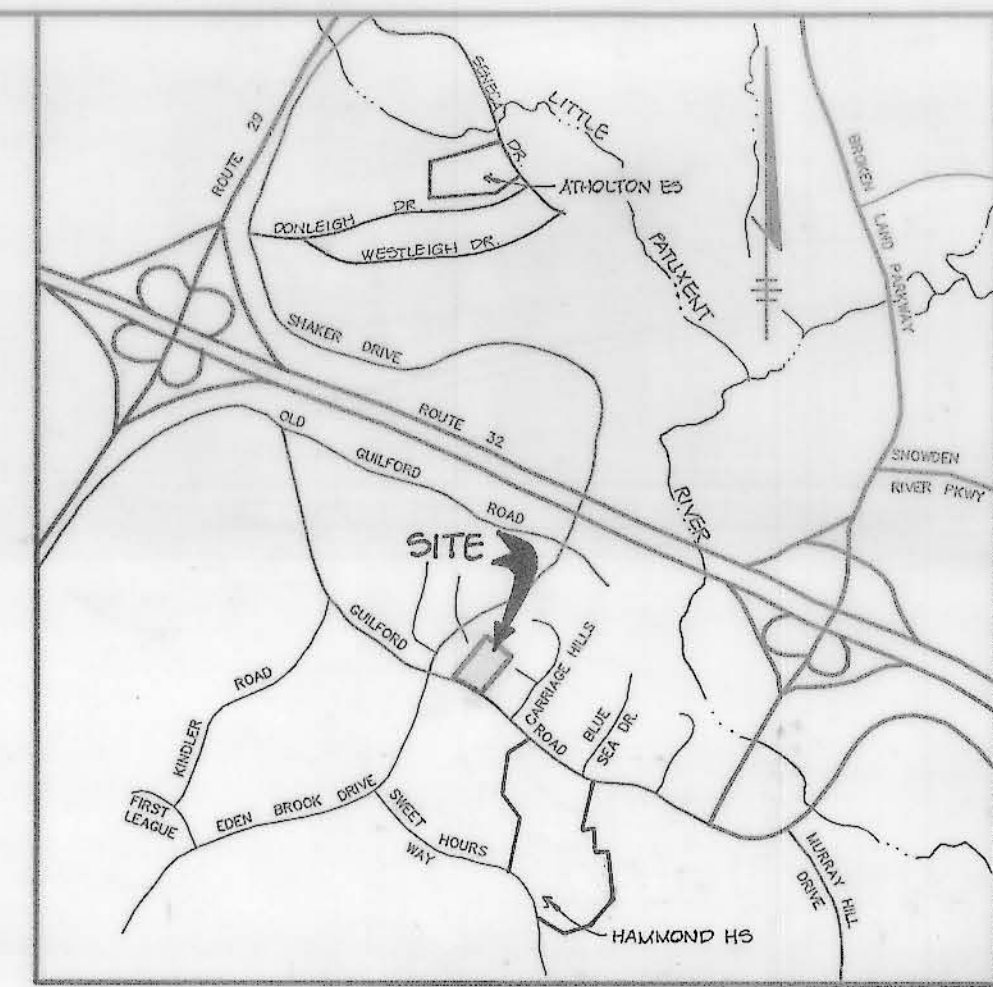 SENECA
DR.
LITTLE
PATUXENT
RIVER
ROUTE 29
ATHOLTON ES
DONLEIGH DR.
WESTLEIGH DR.
BROKEN
LAND PARKWAY
SHAKER DRIVE
ROUTE 32
OLD
GUILFORD
ROAD
SNOWDEN
RIVER PKWY
SITE
GUILFORD
ROAD
CARRIAGE HILLS
BLUE
SEA DR.
KINDLER
ROAD
FIRST
LEAGUE
EDEN BROOK DRIVE
SWEET HOURS
WAY
MURRAY HILL
DRIVE
HAMMOND HS